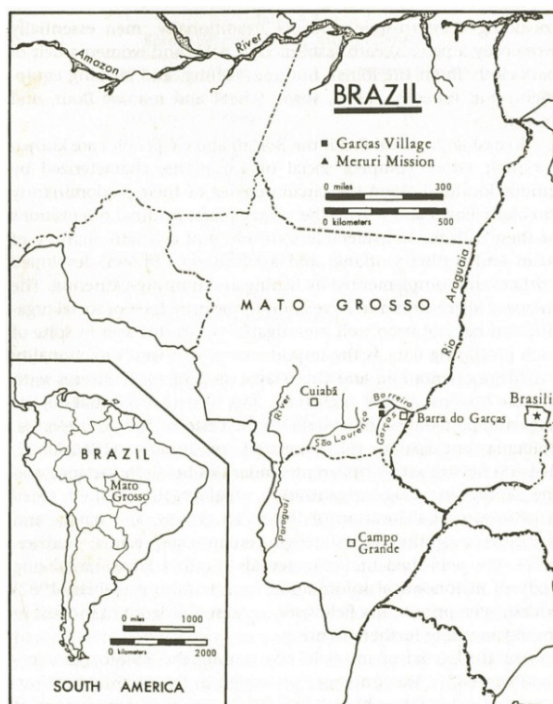 Amazon
River
BRAZIL
Garças Village
Meruri Mission
0 miles 300
0 kilometers 500
MATO GROSSO
Rio Araguaia
Cuiabá
River
Barreiro
Garças
Barra do Garças
São Lourenço
Brasili
Paraguay
Campo
Grande
BRAZIL
Mato
Grosso
0 miles 1000
0 kilometers 2000
SOUTH AMERICA